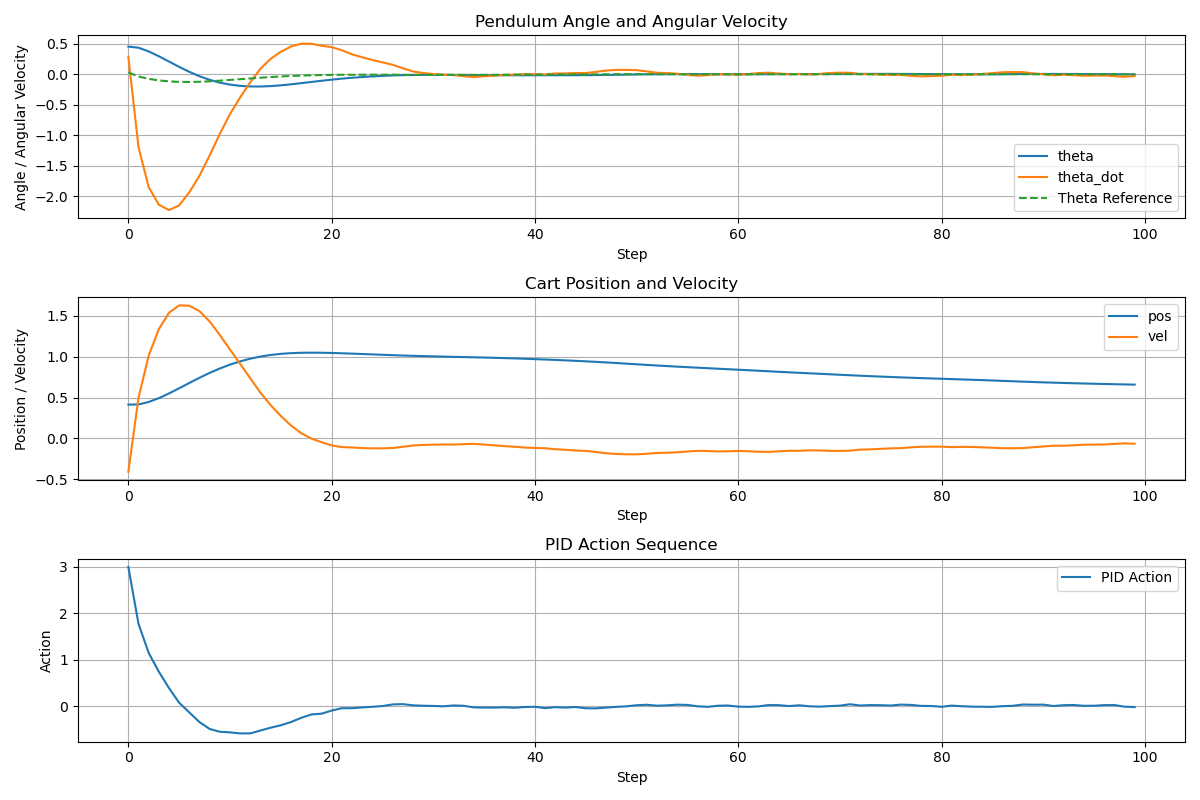 Pendulum Angle and Angular Velocity
Angle / Angular Velocity
0.5
0.0
−0.5
−1.0
−1.5
−2.0
theta
theta_dot
Theta Reference
0 20 40 60 80 100
Step
Cart Position and Velocity
Position / Velocity
1.5
1.0
0.5
0.0
−0.5
pos
vel
0 20 40 60 80 100
Step
PID Action Sequence
Action
3
2
1
0
PID Action
0 20 40 60 80 100
Step